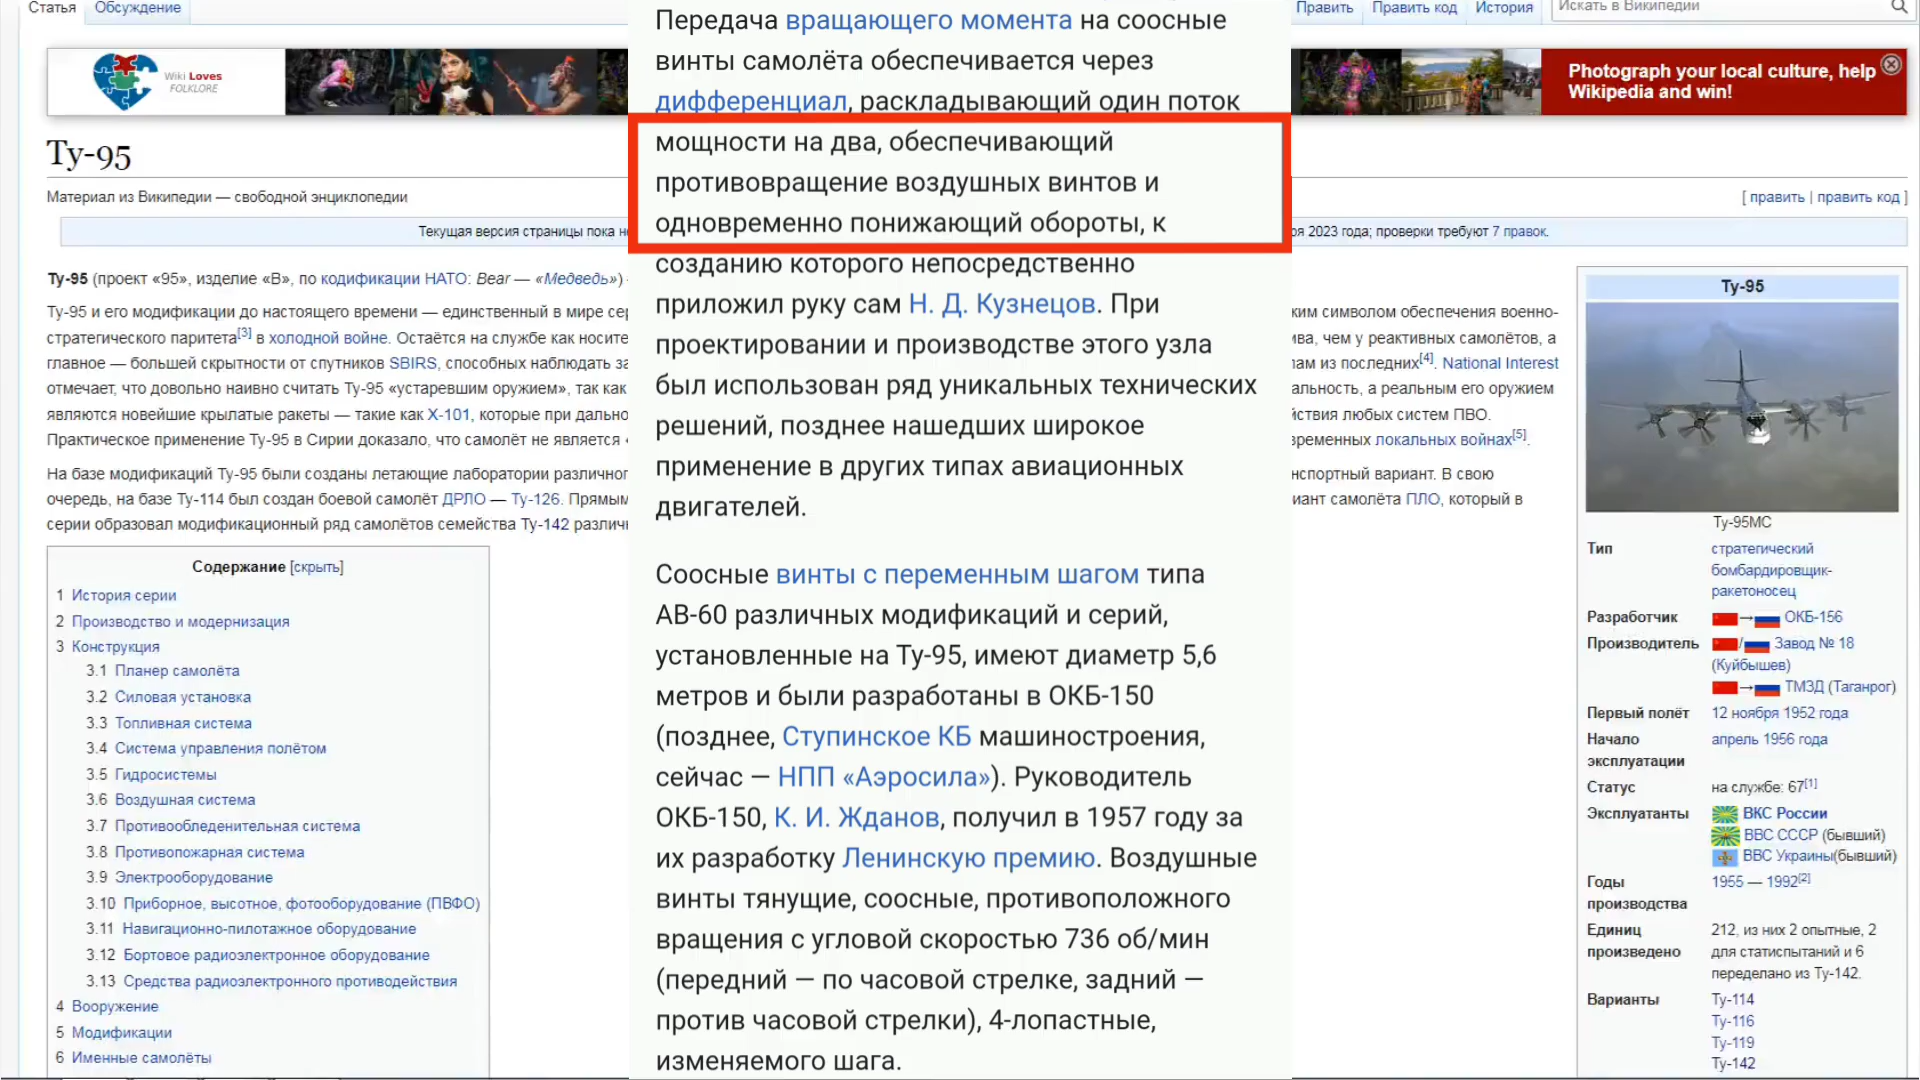 Статья
Обсуждение
Править
Править код
История
Искать в Википедии
Wiki Loves
FOLKLORE
Photograph your local culture, help
Wikipedia and win!
Ту-95
Материал из Википедии — свободной энциклопедии
[ править | править код ]
Текущая версия страницы пока н
ря 2023 года; проверки требуют 7 правок.
Ту-95 (проект «95», изделие «В», по кодификации НАТО: Bear — «Медведь»)
Ту-95 и его модификации до настоящего времени — единственный в мире сер
стратегического паритета[3] в холодной войне. Остаётся на службе как носите
главное — большей скрытности от спутников SBIRS, способных наблюдать за
отмечает, что довольно наивно считать Ту-95 «устаревшим оружием», так как
являются новейшие крылатые ракеты — такие как Х-101, которые при дально
Практическое применение Ту-95 в Сирии доказало, что самолёт не является
На базе модификаций Ту-95 были созданы летающие лаборатории различног
очередь, на базе Ту-114 был создан боевой самолёт ДРЛО — Ту-126. Прямым
серии образовал модификационный ряд самолётов семейства Ту-142 различн
Содержание [скрыть]
1 История серии
2 Производство и модернизация
3 Конструкция
3.1 Планер самолёта
3.2 Силовая установка
3.3 Топливная система
3.4 Система управления полётом
3.5 Гидросистемы
3.6 Воздушная система
3.7 Противообледенительная система
3.8 Противопожарная система
3.9 Электрооборудование
3.10 Приборное, высотное, фотооборудование (ПВФО)
3.11 Навигационно-пилотажное оборудование
3.12 Бортовое радиоэлектронное оборудование
3.13 Средства радиоэлектронного противодействия
4 Вооружение
5 Модификации
6 Именные самолёты
Передача вращающего момента на соосные
винты самолёта обеспечивается через
дифференциал, раскладывающий один поток
мощности на два, обеспечивающий
противовращение воздушных винтов и
одновременно понижающий обороты, к
созданию которого непосредственно
приложил руку сам Н. Д. Кузнецов. При
проектировании и производстве этого узла
был использован ряд уникальных технических
решений, позднее нашедших широкое
применение в других типах авиационных
двигателей.
Соосные винты с переменным шагом типа
АВ-60 различных модификаций и серий,
установленные на Ту-95, имеют диаметр 5,6
метров и были разработаны в ОКБ-150
(позднее, Ступинское КБ машиностроения,
сейчас — НПП «Аэросила»). Руководитель
ОКБ-150, К. И. Жданов, получил в 1957 году за
их разработку Ленинскую премию. Воздушные
винты тянущие, соосные, противоположного
вращения с угловой скоростью 736 об/мин
(передний — по часовой стрелке, задний —
против часовой стрелки), 4-лопастные,
изменяемого шага.
ким символом обеспечения военно-
ива, чем у реактивных самолётов, а
лам из последних[4]. National Interest
альность, а реальным его оружием
йствия любых систем ПВО.
временных локальных войнах[5].
нспортный вариант. В свою
иант самолёта ПЛО, который в
Ту-95
Ту-95МС
Тип стратегический
бомбардировщик-
ракетоносец
Разработчик → ОКБ-156
Производитель / Завод № 18
(Куйбышев)
→ ТМЗД (Таганрог)
Первый полёт 12 ноября 1952 года
Начало апрель 1956 года
эксплуатации
Статус на службе: 67[1]
Эксплуатанты ВКС России
ВВС СССР (бывший)
ВВС Украины(бывший)
Годы 1955 — 1992[2]
производства
Единиц 212, из них 2 опытные, 2
произведено для статиспытаний и 6
переделано из Ту-142.
Варианты Ту-114
Ту-116
Ту-119
Ту-142